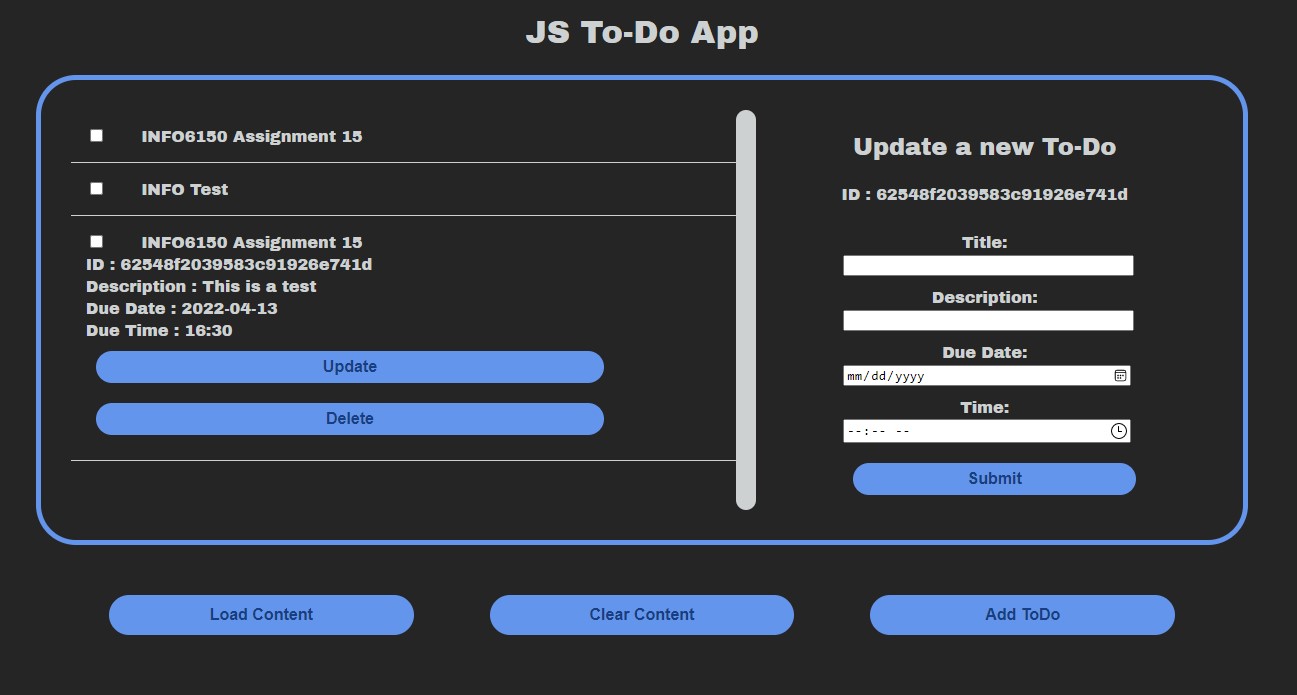 JS To-Do App
INFO6150 Assignment 15
INFO Test
INFO6150 Assignment 15
ID : 62548f2039583c91926e741d
Description : This is a test
Due Date : 2022-04-13
Due Time : 16:30
Update
Delete
Update a new To-Do
ID : 62548f2039583c91926e741d
Title:
Description:
Due Date:
mm/dd/yyyy
Time:
--:-- --
Submit
Load Content
Clear Content
Add ToDo